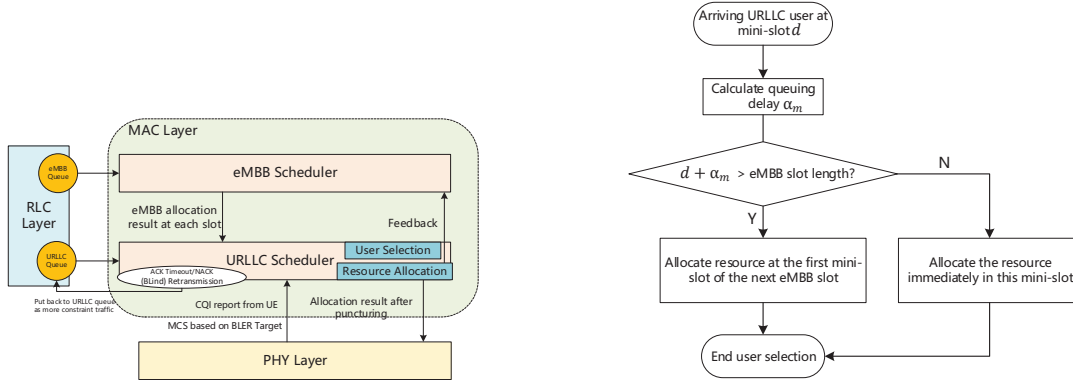 MAC Layer
eMBB
Queue
eMBB Scheduler
RLC
Layer
eMBB allocation
result at each slot
Feedback
URLLC
Queue
User Selection
URLLC Scheduler
Resource Allocation
ACK Timeout/NACK
(BLind) Retransmission
Put back to URLLC queue
as more constraint traffic
CQI report from UE
MCS based on BLER Target
Allocation result after
puncturing.
PHY Layer
Arriving URLLC user at
mini-slot d
Calculate queuing
delay α_m
d + α_m > eMBB slot length?
N
Y
Allocate resource at the first mini-
slot of the next eMBB slot
Allocate the resource
immediately in this mini-slot
End user selection